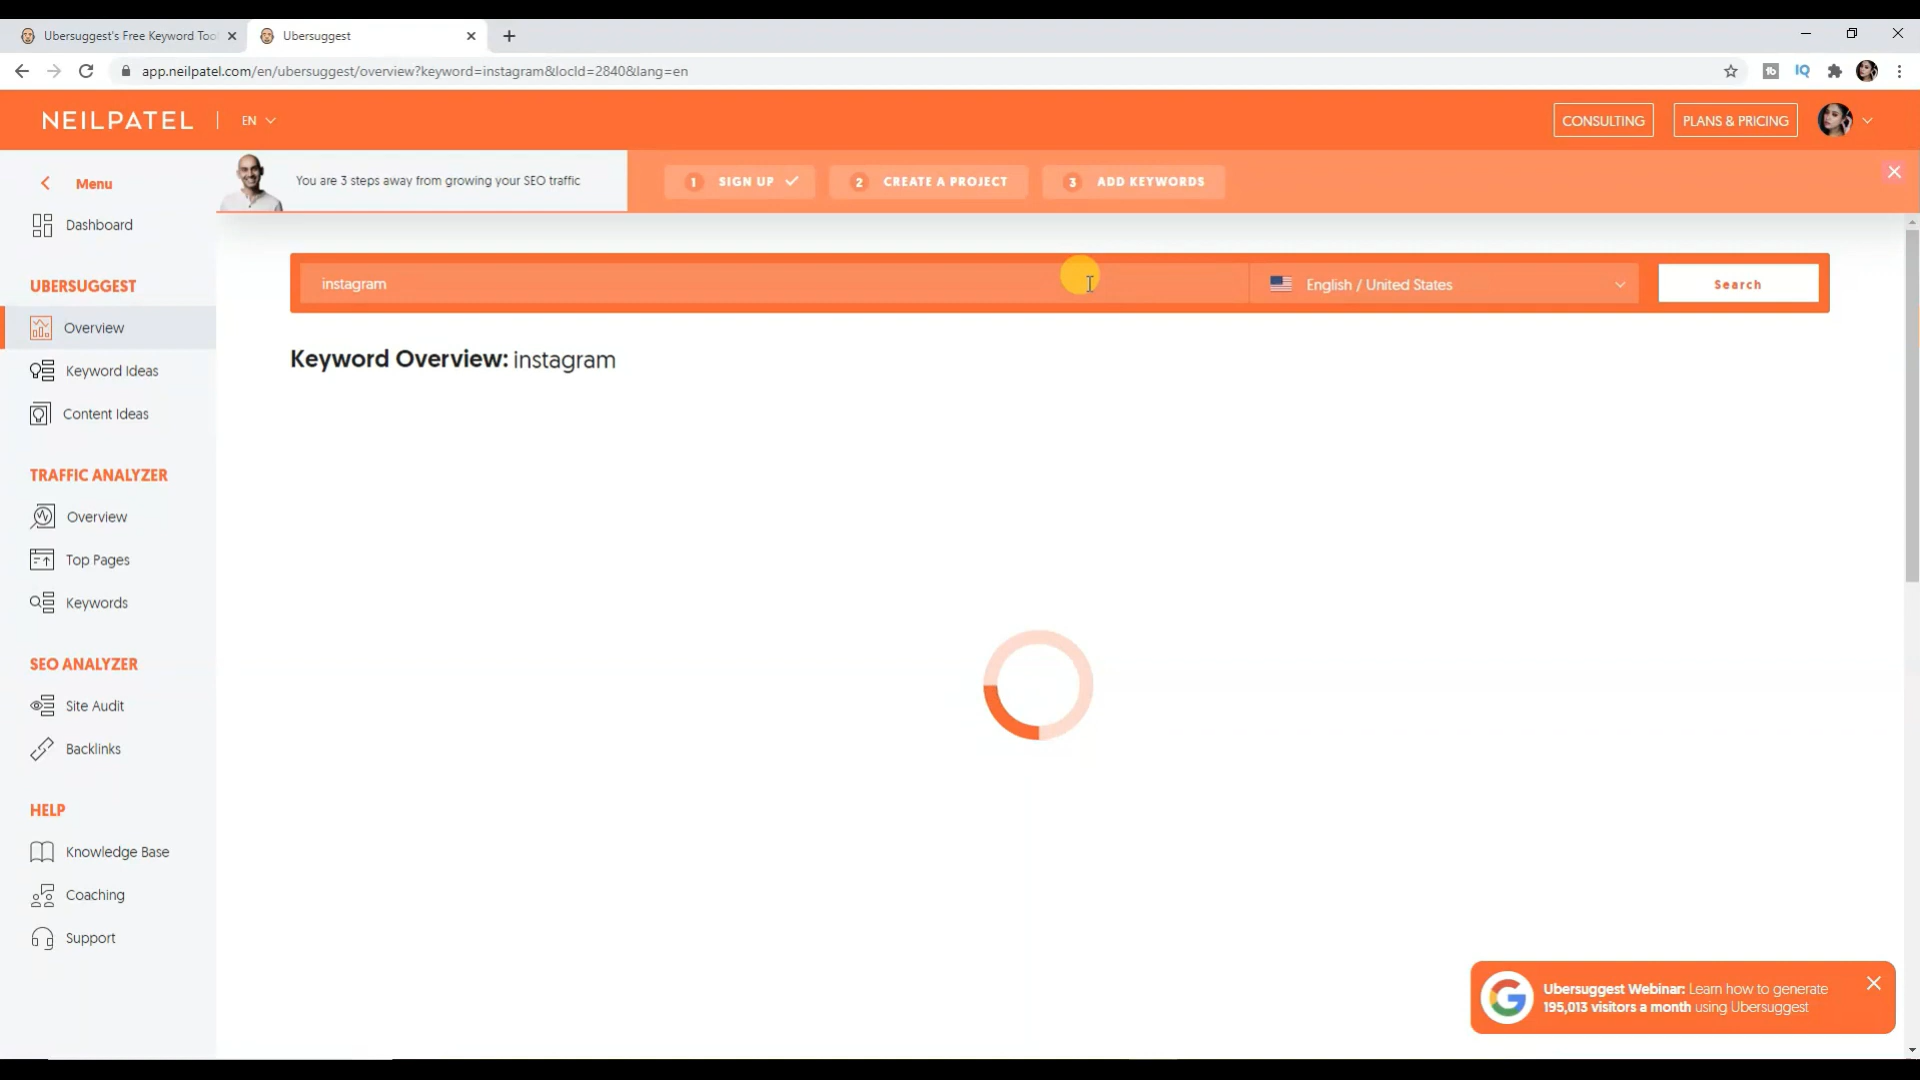 Ubersuggest's Free Keyword Too
Ubersuggest
app.neilpatel.com/en/ubersuggest/overview?keyword=instagram&locId=2840&lang=en
IQ
NEILPATEL
EN
CONSULTING
PLANS & PRICING
Menu
You are 3 steps away from growing your SEO traffic
1 SIGN UP
2 CREATE A PROJECT
3 ADD KEYWORDS
Dashboard
UBERSUGGEST
Overview
Keyword Ideas
Content Ideas
TRAFFIC ANALYZER
Overview
Top Pages
Keywords
SEO ANALYZER
Site Audit
Backlinks
HELP
Knowledge Base
Coaching
Support
instagram
English / United States
Search
Keyword Overview: instagram
Ubersuggest Webinar: Learn how to generate
195,013 visitors a month using Ubersuggest